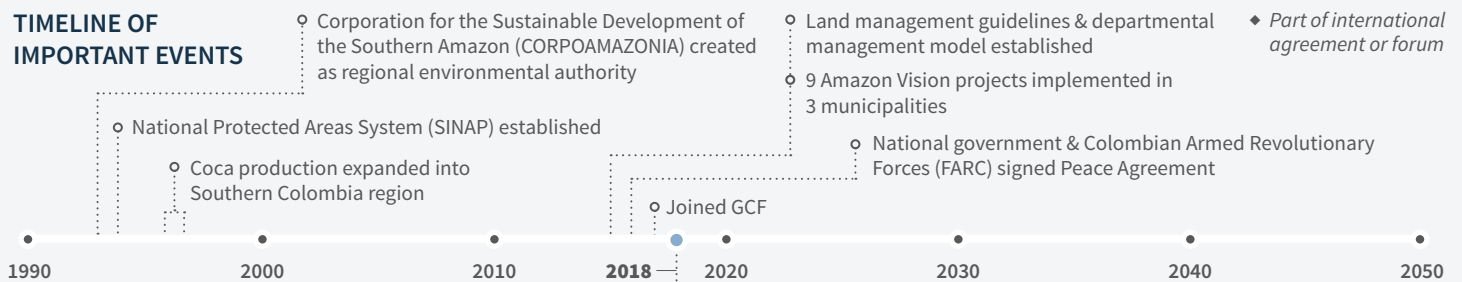 TIMELINE OF
IMPORTANT EVENTS
Corporation for the Sustainable Development of
the Southern Amazon (CORPOAMAZONIA) created
as regional environmental authority
National Protected Areas System (SINAP) established
Coca production expanded into
Southern Colombia region
Land management guidelines & departmental
management model established
9 Amazon Vision projects implemented in
3 municipalities
National government & Colombian Armed Revolutionary
Forces (FARC) signed Peace Agreement
Joined GCF
Part of international
agreement or forum
1990 2000 2010 2018 2020 2030 2040 2050